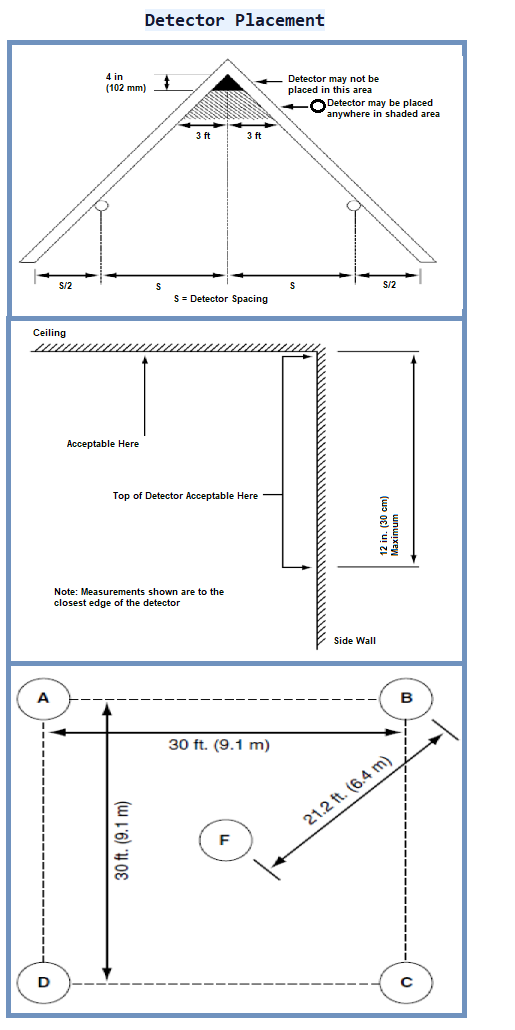 Detector Placement
4 in
(102 mm)
Detector may not be
placed in this area
Detector may be placed
anywhere in shaded area
3 ft
3 ft
S/2
S
S
S/2
S = Detector Spacing
Ceiling
Acceptable Here
Top of Detector Acceptable Here
12 in. (30 cm)
Maximum
Note: Measurements shown are to the
closest edge of the detector
Side Wall
A
B
30 ft. (9.1 m)
21.2 ft. (6.4 m)
30 ft. (9.1 m)
F
D
C